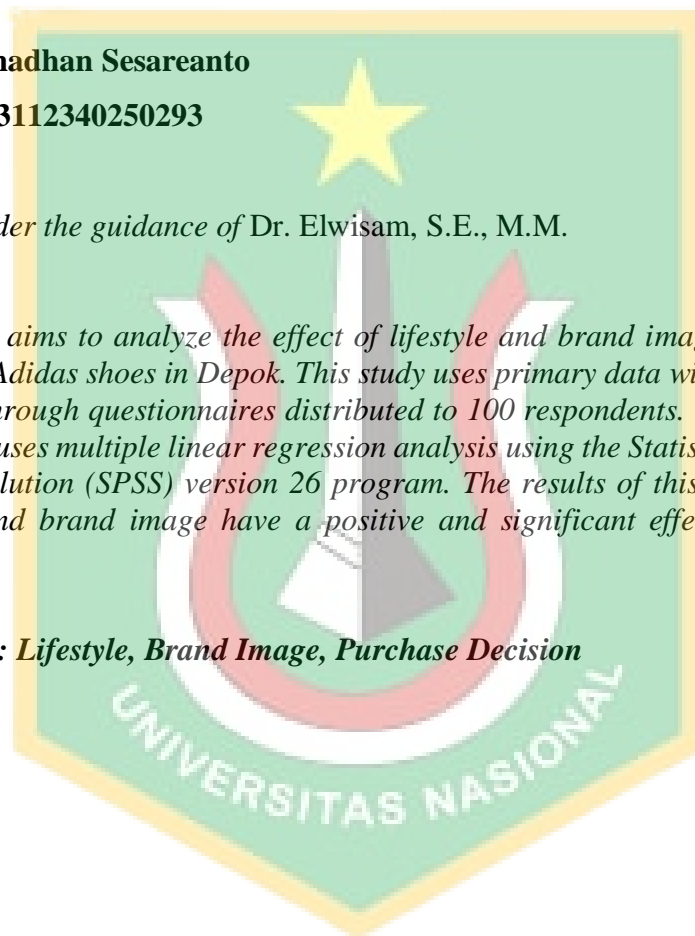 nadhan Sesareanto
3112340250293
der the guidance of Dr. Elwisam, S.E., M.M.
aims to analyze the effect of lifestyle and brand imag
Adidas shoes in Depok. This study uses primary data wi
hrough questionnaires distributed to 100 respondents.
uses multiple linear regression analysis using the Statis
lution (SPSS) version 26 program. The results of this
nd brand image have a positive and significant effe
: Lifestyle, Brand Image, Purchase Decision
UNIVERSITAS NASIONAL